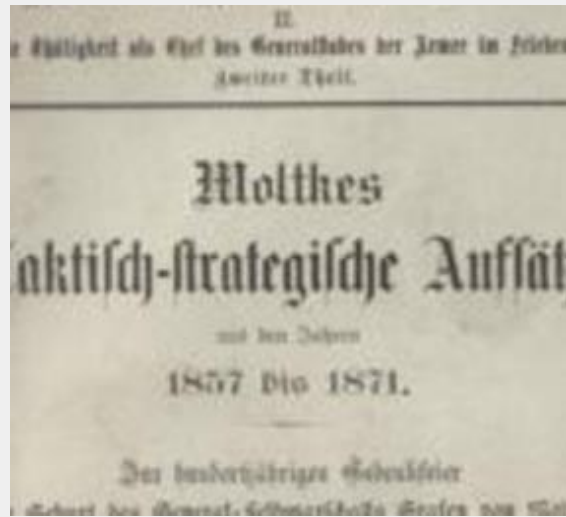 II.
e Thätigkeit als Chef des Generalstabes der Armee im Frieden
Zweiter Theil.
Moltkes
aktisch-strategische Aufsät
aus den Jahren
1857 bis 1871.
Zur hundertjährigen Gedenkfeier
Geburt des General-Feldmarschalls Grafen von Mol